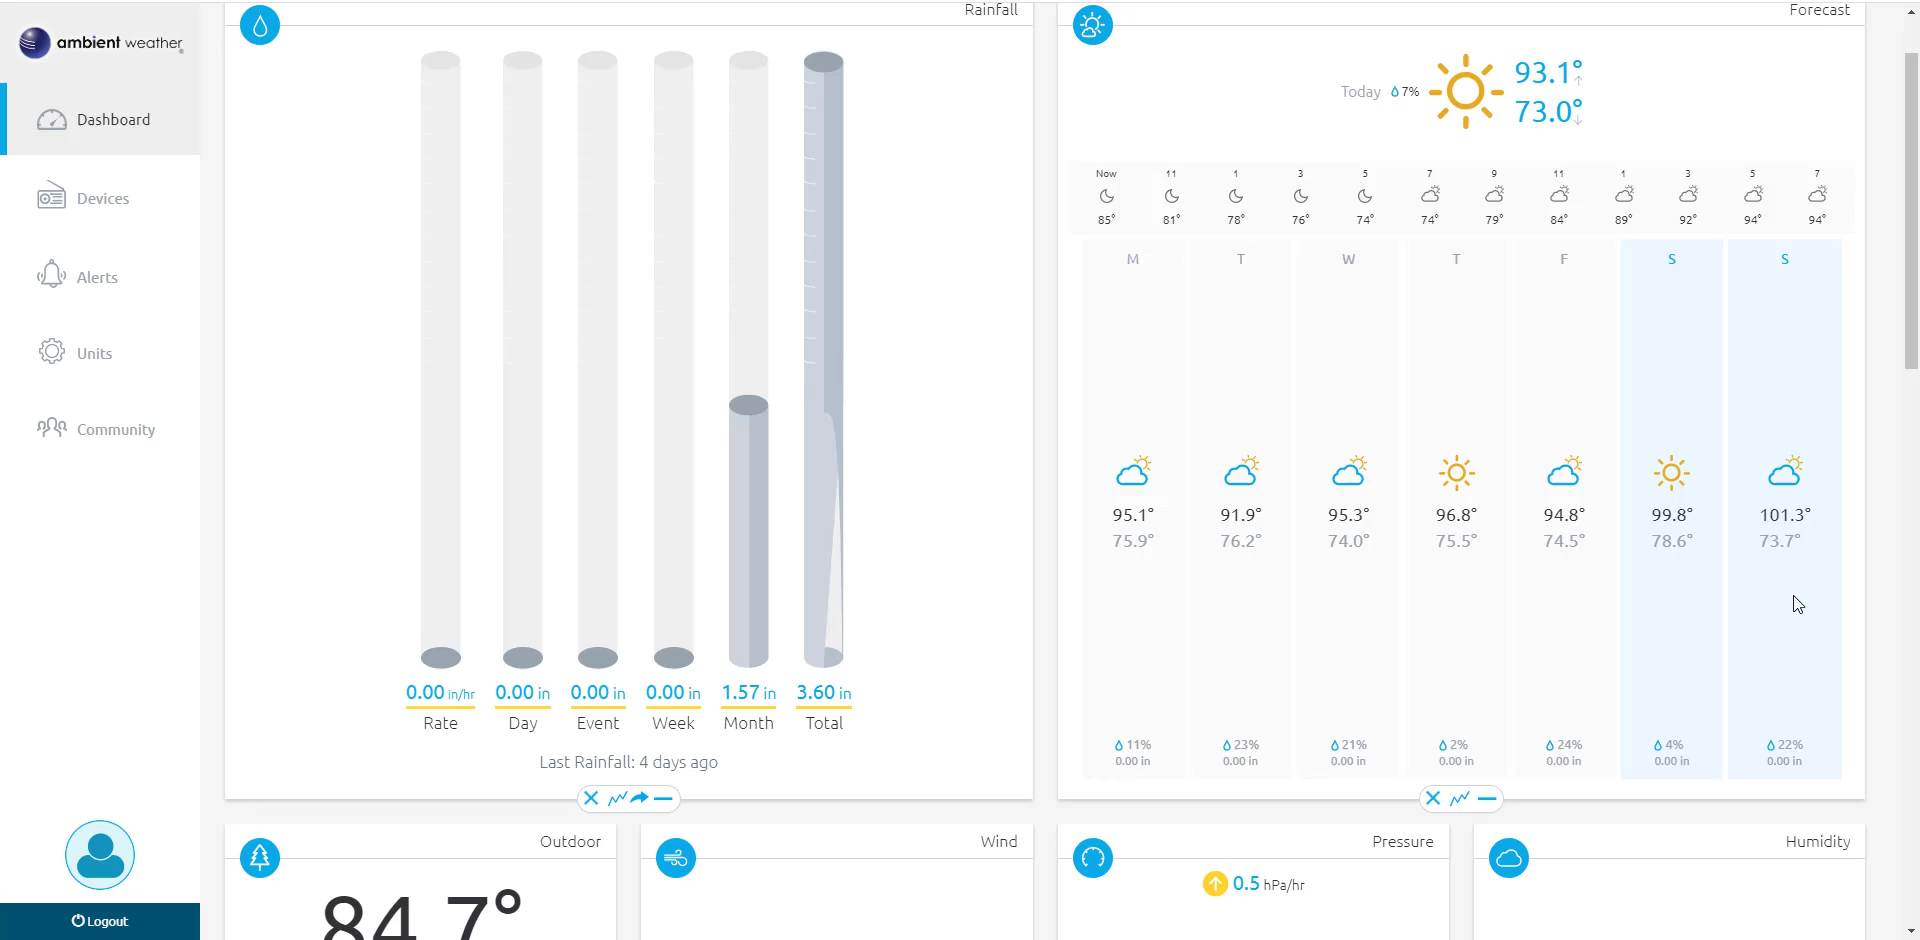 ambient weather
Dashboard
Devices
Alerts
Units
Community
Logout
Rainfall
0.00 in/hr 0.00 in 0.00 in 0.00 in 1.57 in 3.60 in
Rate Day Event Week Month Total
Last Rainfall: 4 days ago
Forecast
Today 7% 93.1°
73.0°
Now 11 1 3 5 7 9 11 1 3 5 7
85° 81° 78° 76° 74° 74° 79° 84° 89° 92° 94° 94°
M T W T F S S
95.1° 91.9° 95.3° 96.8° 94.8° 99.8° 101.3°
75.9° 76.2° 74.0° 75.5° 74.5° 78.6° 73.7°
11% 23% 21% 2% 24% 4% 22%
0.00 in 0.00 in 0.00 in 0.00 in 0.00 in 0.00 in 0.00 in
Outdoor
84.7°
Wind
Pressure
0.5 hPa/hr
Humidity